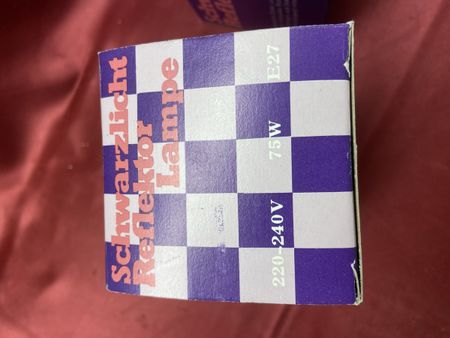 Schwarzlicht
Reflektor
Lampe
220-240V 75W E27